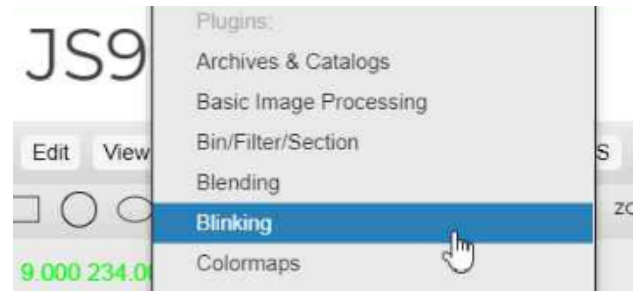 Plugins:
JS9
Archives & Catalogs
Basic Image Processing
Edit View Bin/Filter/Section S
Blending
Blinking
9.000 234.0 Colormaps